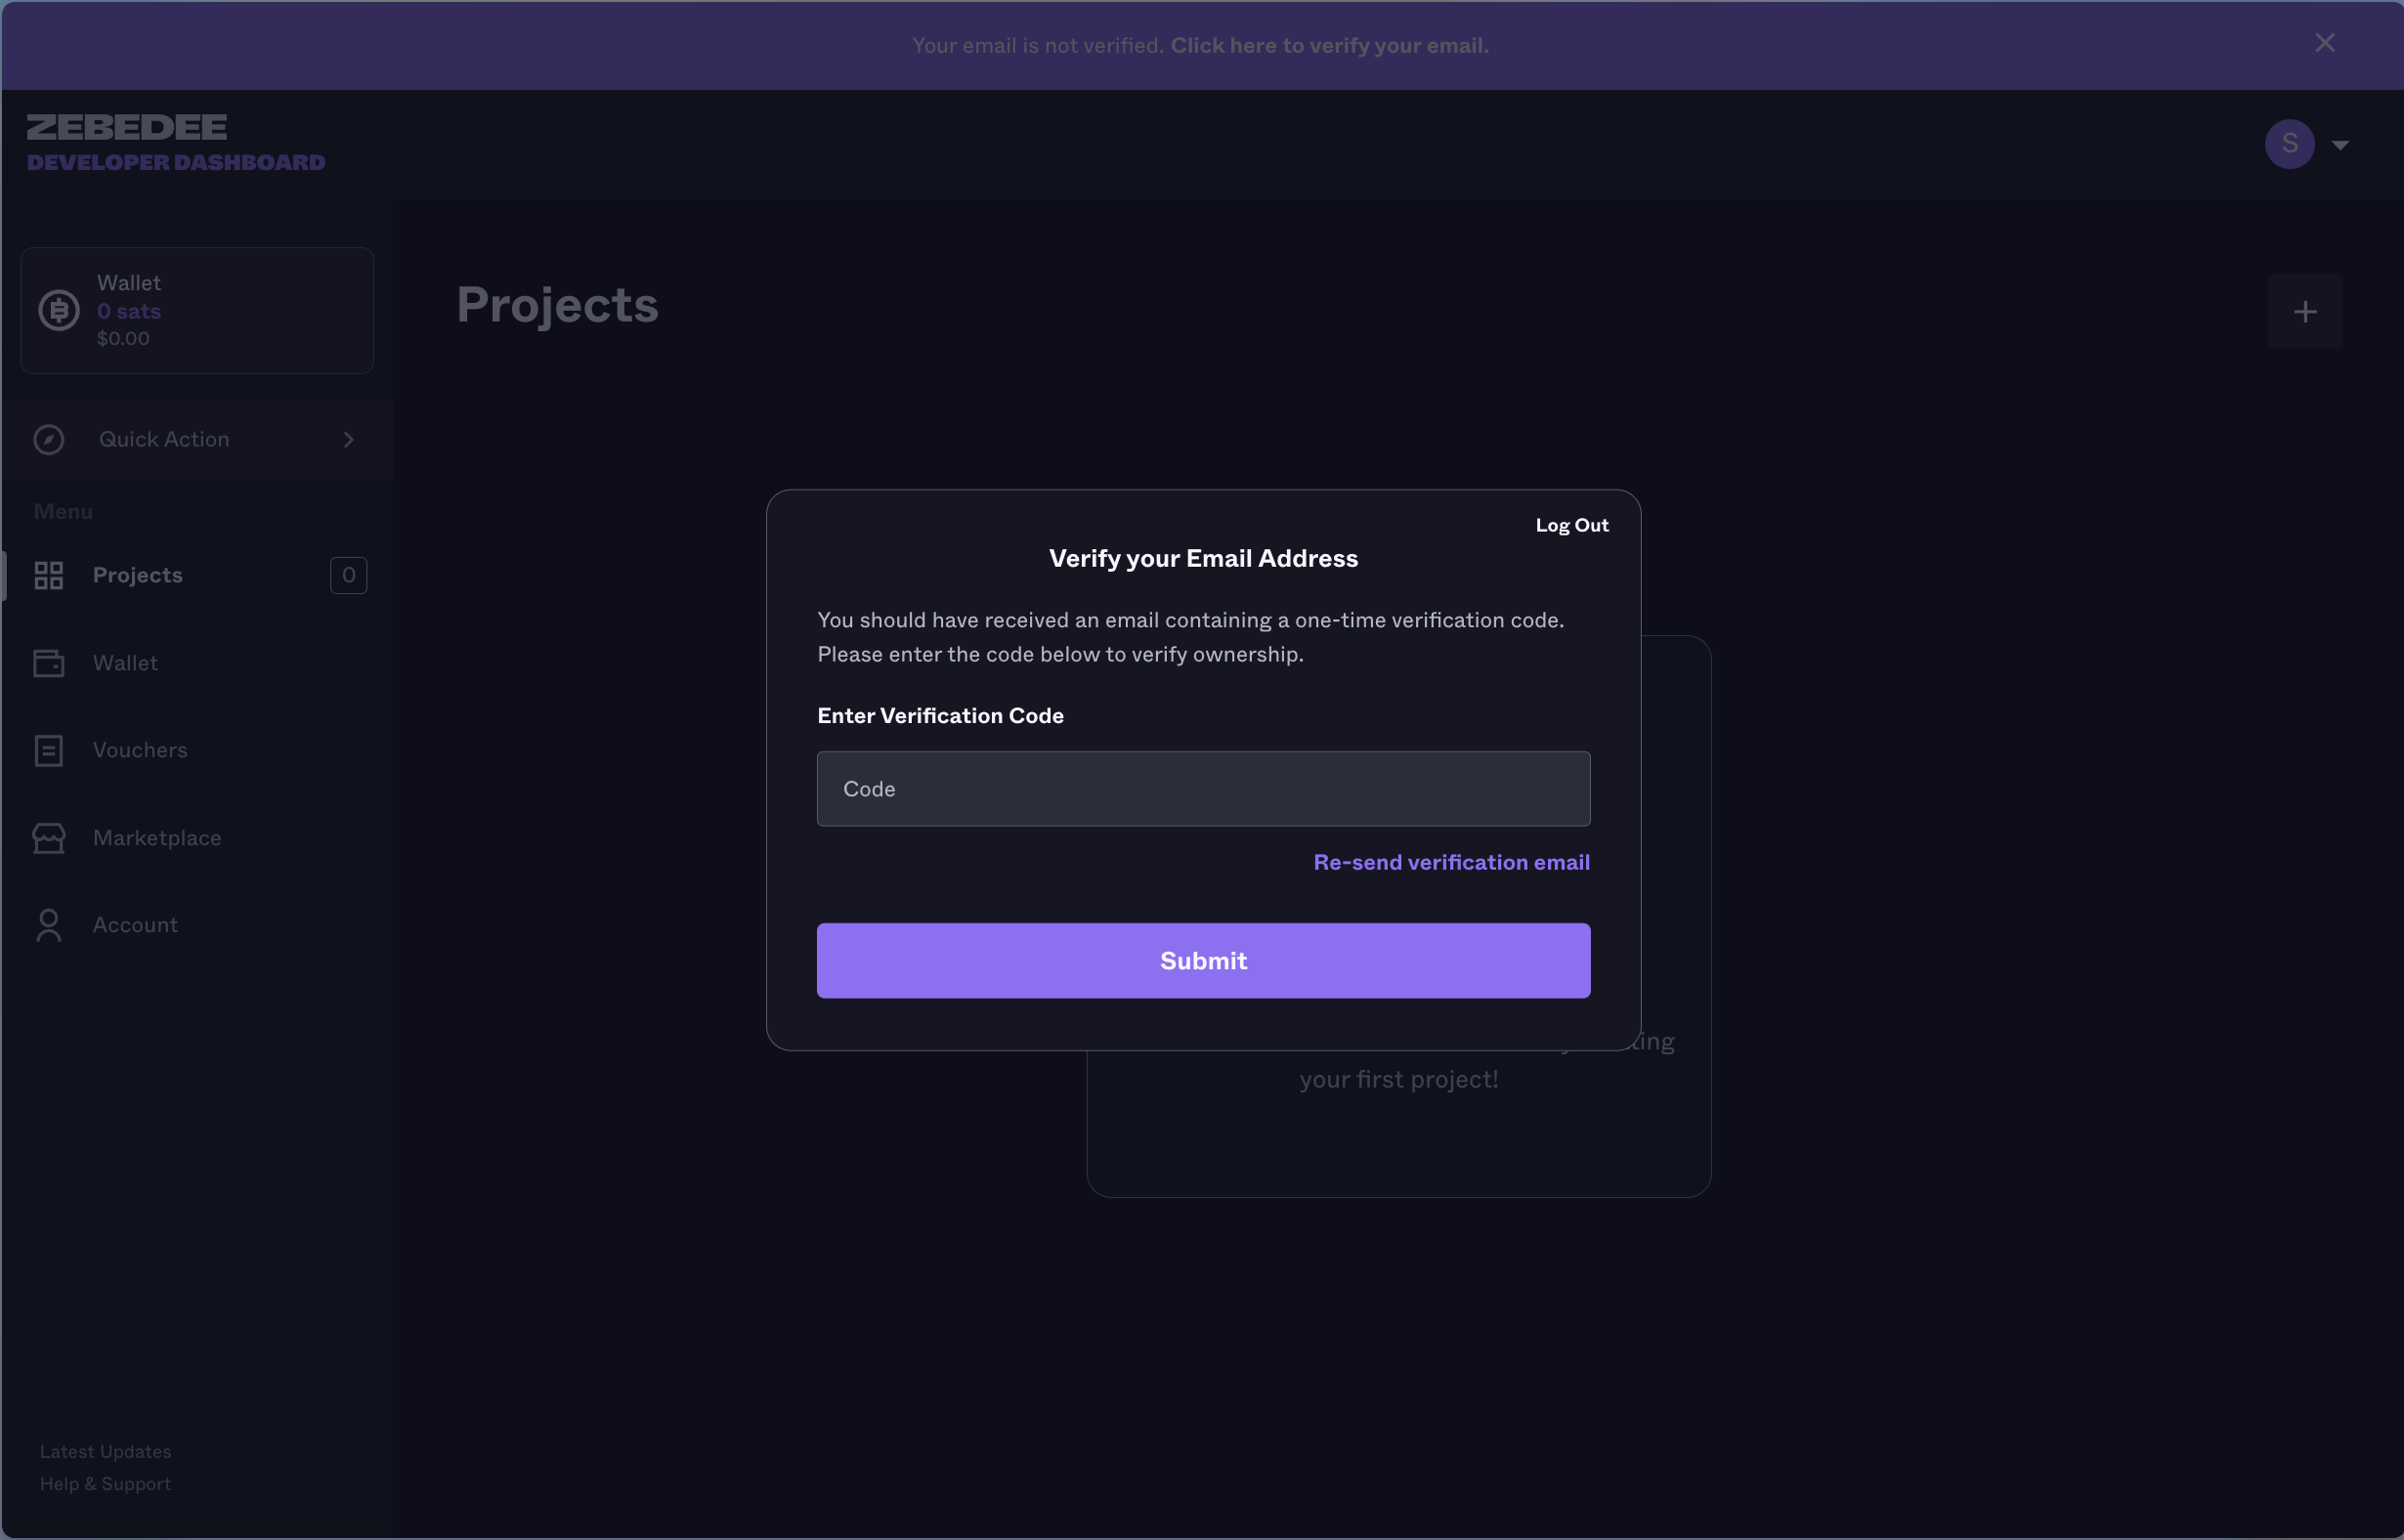 Your email is not verified. Click here to verify your email.
ZEBEDEE
DEVELOPER DASHBOARD
S
Wallet
0 sats
$0.00
Quick Action
Menu
Projects 0
Wallet
Vouchers
Marketplace
Account
Latest Updates
Help & Support
Projects
Log Out
Verify your Email Address
You should have received an email containing a one-time verification code.
Please enter the code below to verify ownership.
Enter Verification Code
Code
Re-send verification email
Submit
your first project!